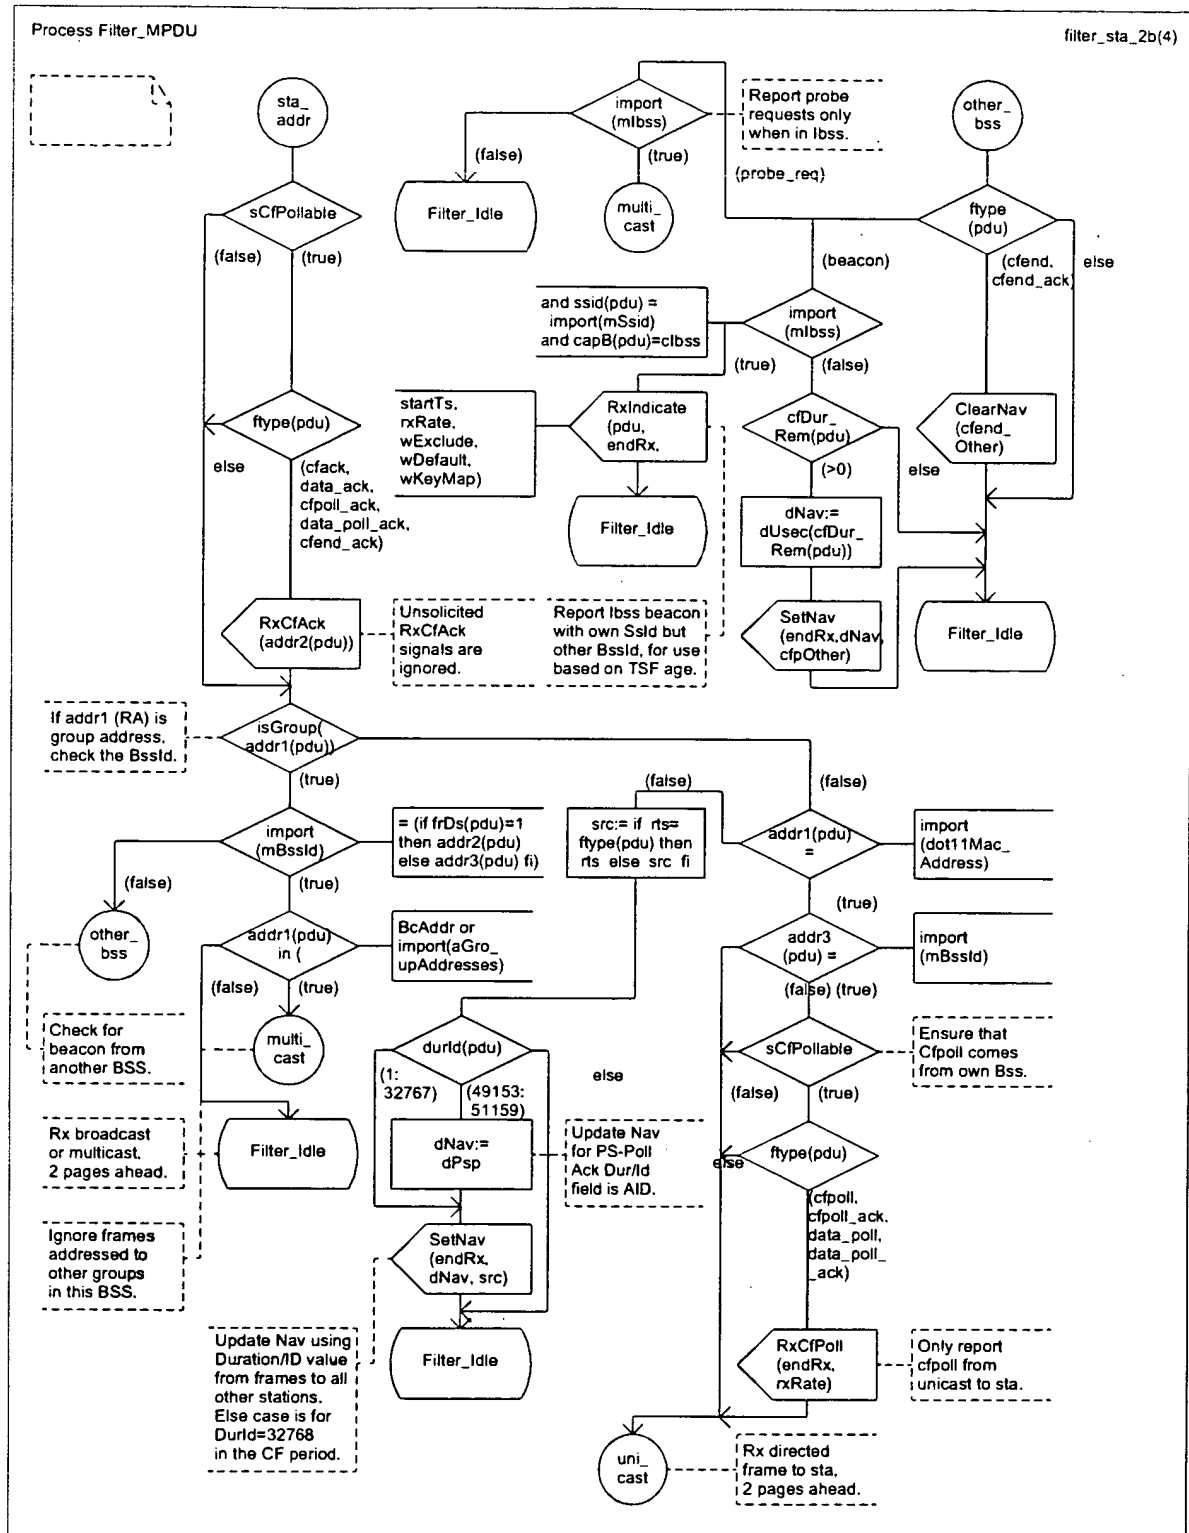 Process Filter_MPDU
filter_sta_2b(4)
sta_
addr
import
(mIbss)
Report probe
requests only
when in Ibss.
other_
bss
(false)
(true)
(probe_req)
sCfPollable
Filter_Idle
multi_
cast
ftype
(pdu)
(false)
(true)
(beacon)
(cfend,
cfend_ack)
else
and ssid(pdu) =
import(mSsid)
and capB(pdu)=cIbss
import
(mIbss)
(true)
(false)
ftype(pdu)
startTs,
rxRate,
wExclude,
wDefault,
wKeyMap)
RxIndicate
(pdu,
endRx,
cfDur_
Rem(pdu)
ClearNav
(cfend_
Other)
else
(cfack,
data_ack,
cfpoll_ack,
data_poll_ack,
cfend_ack)
(>0)
else
Filter_Idle
dNav:=
dUsec(cfDur_
Rem(pdu))
RxCfAck
(addr2(pdu))
Unsolicited
RxCfAck
signals are
ignored.
Report Ibss beacon
with own SsId but
other BssId, for use
based on TSF age.
SetNav
(endRx,dNav,
cfpOther)
Filter_Idle
If addr1 (RA) is
group address,
check the BssId.
isGroup(
addr1(pdu))
(true)
(false)
(false)
import
(mBssId)
= (if frDs(pdu)=1
then addr2(pdu)
else addr3(pdu) fi)
src:= if rts=
ftype(pdu) then
rts else src fi
addr1(pdu)
=
import
(dot11Mac_
Address)
(false)
(true)
(true)
other_
bss
addr1(pdu)
in (
BcAddr or
import(aGro_
upAddresses)
addr3
(pdu) =
import
(mBssId)
(false)
(true)
(false) (true)
Check for
beacon from
another BSS.
multi_
cast
durId(pdu)
sCfPollable
Ensure that
Cfpoll comes
from own Bss.
(1:
32767)
(49153:
51159)
else
(false)
(true)
Rx broadcast
or multicast.
2 pages ahead.
Filter_Idle
dNav:=
dPsp
Update Nav
for PS-Poll
Ack Dur/Id
field is AID.
else
ftype(pdu)
(cfpoll,
cfpoll_ack,
data_poll,
data_poll_
_ack)
Ignore frames
addressed to
other groups
in this BSS.
SetNav
(endRx,
dNav, src)
Update Nav using
Duration/ID value
from frames to all
other stations.
Else case is for
DurId=32768
in the CF period.
Filter_Idle
RxCfPoll
(endRx,
rxRate)
Only report
cfpoll from
unicast to sta.
uni_
cast
Rx directed
frame to sta,
2 pages ahead.